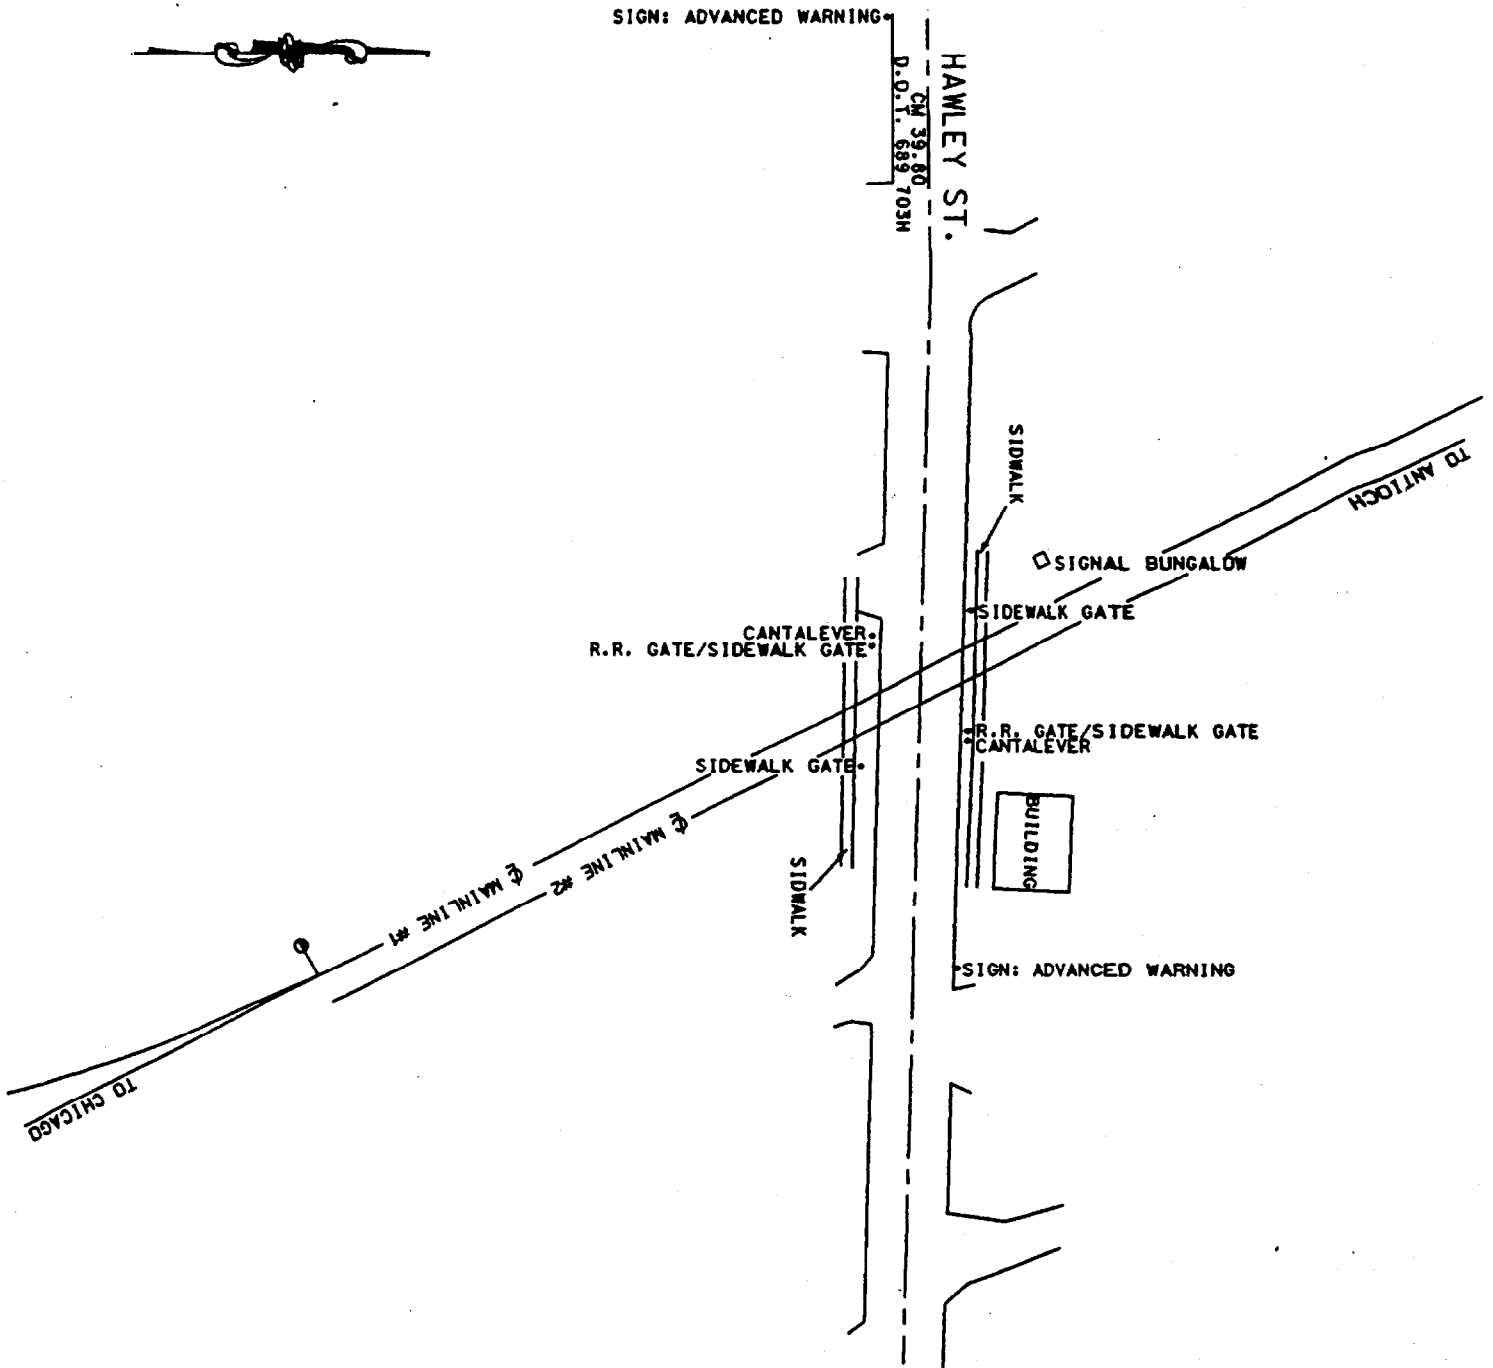 SIGN: ADVANCED WARNING
HAWLEY ST.
CM 39.60
D.O.T. 689 703H
TO ANTIOCH
SIDWALK
SIGNAL BUNGALOW
SIDEWALK GATE
CANTALEVER
R.R. GATE/SIDEWALK GATE
R.R. GATE/SIDEWALK GATE
CANTALEVER
SIDEWALK GATE
BUILDING
℄ MAINLINE #2
℄ MAINLINE #1
SIDWALK
SIGN: ADVANCED WARNING
TO CHICAGO